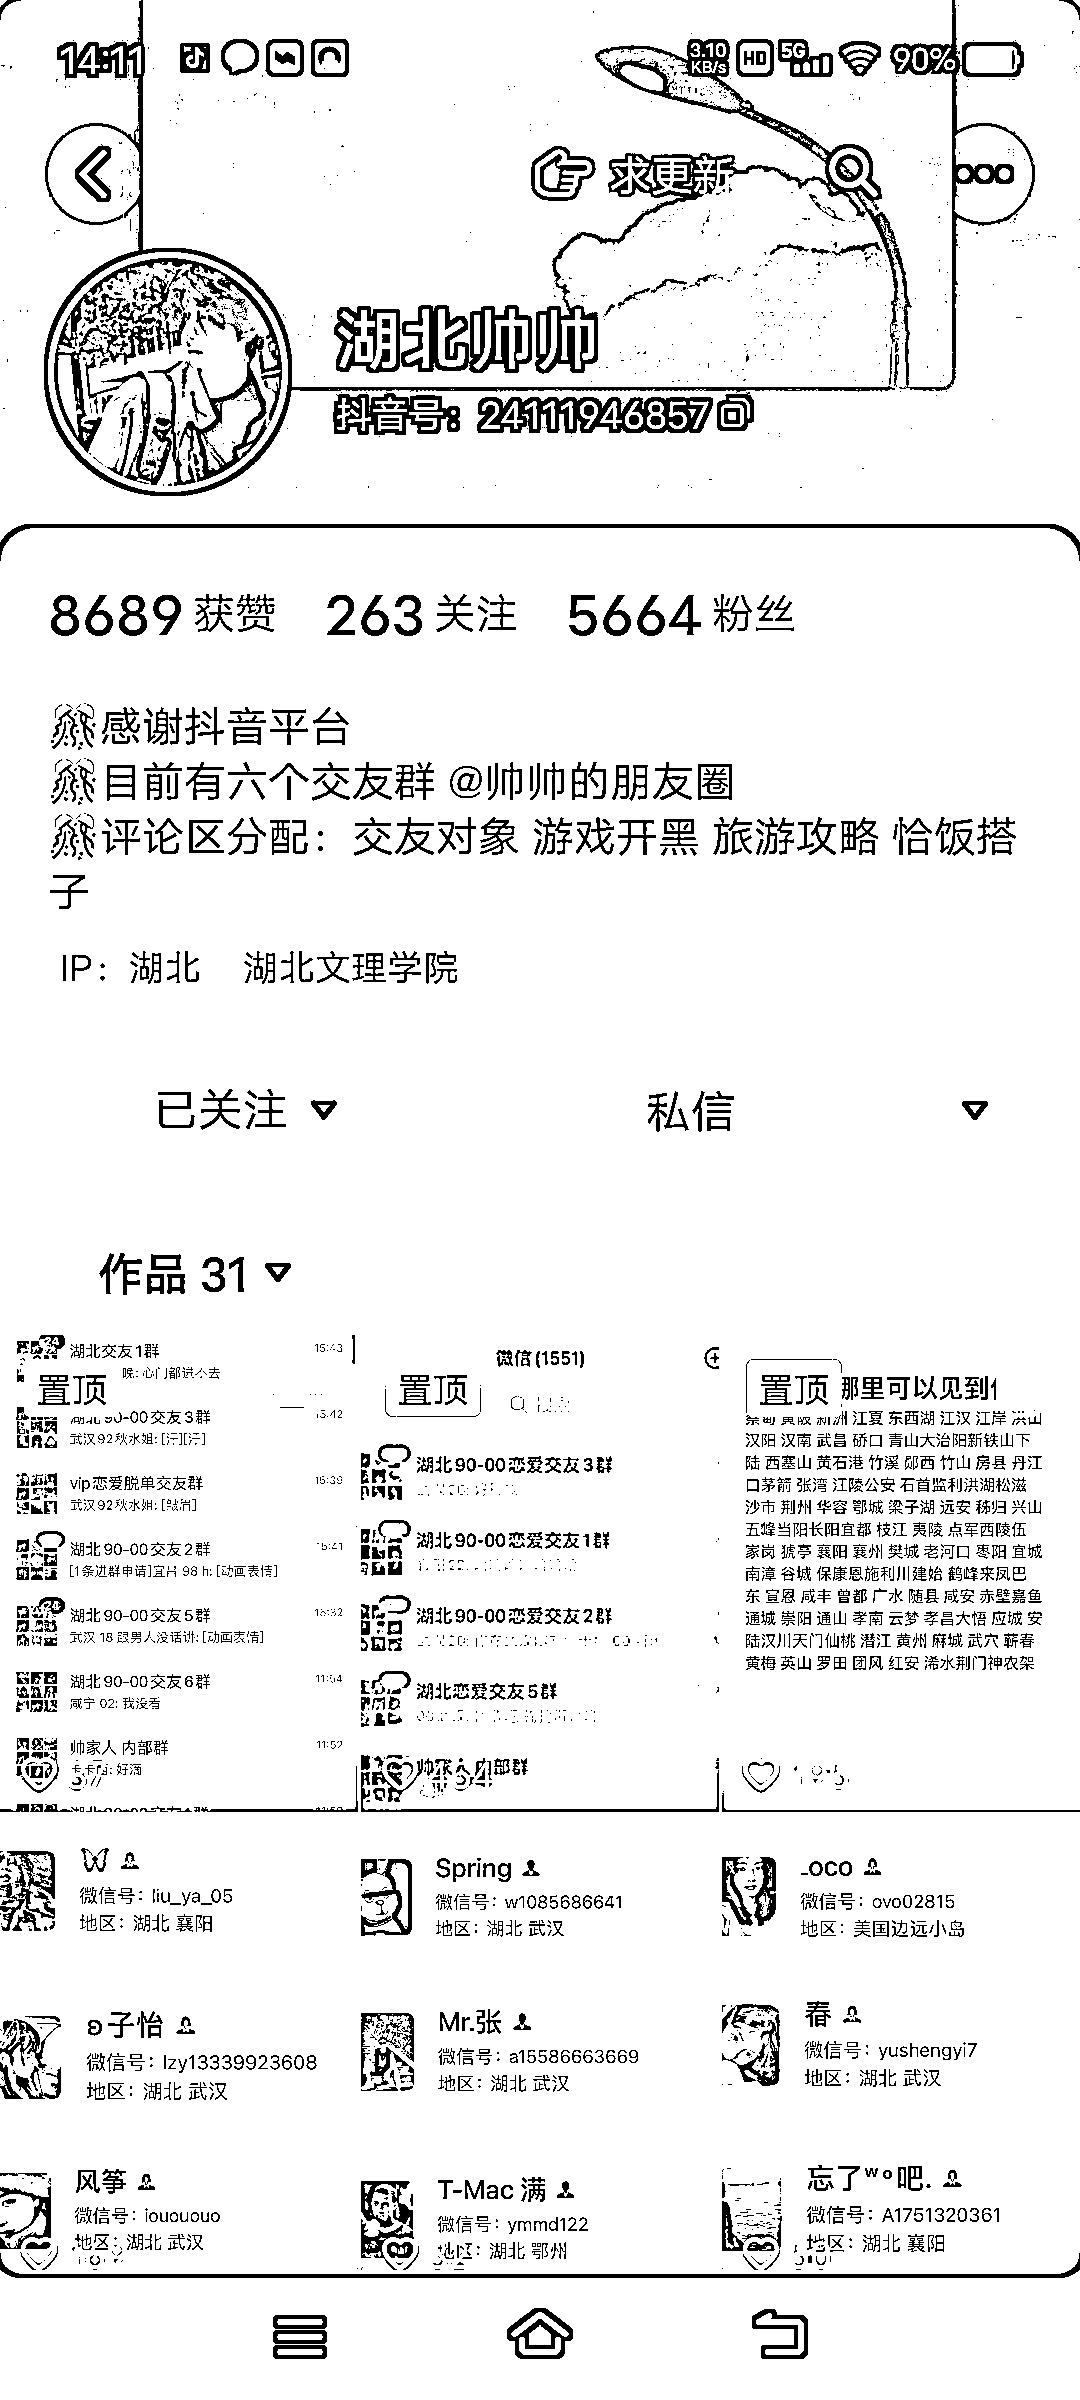 14:11
3.10 KB/s HD 5G 90%
求更新
湖北帅帅
抖音号：24111946857
8689 获赞 263 关注 5664 粉丝
感谢抖音平台
目前有六个交友群 @帅帅的朋友圈
评论区分配：交友对象 游戏开黑 旅游攻略 恰饭搭
子
IP：湖北 湖北文理学院
已关注 私信
作品 31
湖北交友1群 15:43
晚: 心门都进不去
置顶
湖北90-00交友3群 15:42
武汉92秋水姐: [汗][汗]
vip恋爱脱单交友群 15:39
武汉92秋水姐:
湖北90-00交友2群 15:41
[1条进群申请]宜昌 98 h: [动画表情]
湖北90-00交友5群
武汉 18 跟男人没话讲: [动画表情]
湖北90-00交友6群 11:54
咸宁 02: 我没看
帅家人 内部群 11:52
好滴
微信(1551)
置顶
湖北90-00恋爱交友3群
湖北90-00恋爱交友1群
湖北90-00恋爱交友2群
湖北恋爱交友5群
帅家人内部群
置顶 那里可以见到
蔡甸 黄陂 新洲 江夏 东西湖 江汉 江岸 洪山
汉阳 汉南 武昌 硚口 青山大治阳新铁山下
陆 西塞山 黄石港 竹溪 郧西 竹山 房县 丹江
口茅箭 张湾 江陵公安 石首监利洪湖松滋
沙市 荆州 华容 鄂城 梁子湖 远安 秭归 兴山
五峰当阳长阳宜都 枝江 夷陵 点军西陵伍
家岗 猇亭 襄阳 襄州 樊城 老河口 枣阳 宜城
南漳 谷城 保康恩施利川建始 鹤峰来凤巴
东 宣恩 咸丰 曾都 广水 随县 咸安 赤壁嘉鱼
通城 崇阳 通山 孝南 云梦 孝昌大悟 应城 安
陆汉川天门仙桃 潜江 黄州 麻城 武穴 蕲春
黄梅 英山 罗田 团风 红安 浠水荆门神农架
微信号：liu_ya_05
地区：湖北 襄阳
Spring
微信号：w1085686641
地区：湖北 武汉
oco
微信号：ovo02815
地区：美国边远小岛
ʚ子怡
微信号：lzy13339923608
地区：湖北 武汉
Mr.张
微信号：a15586663669
地区：湖北 武汉
春
微信号：yushengyi7
地区：湖北 武汉
风筝
微信号：iouououo
地区：湖北 武汉
T-Mac 满
微信号：ymmd122
地区：湖北 鄂州
忘了ʷᵒ吧.
微信号：A1751320361
地区：湖北 襄阳